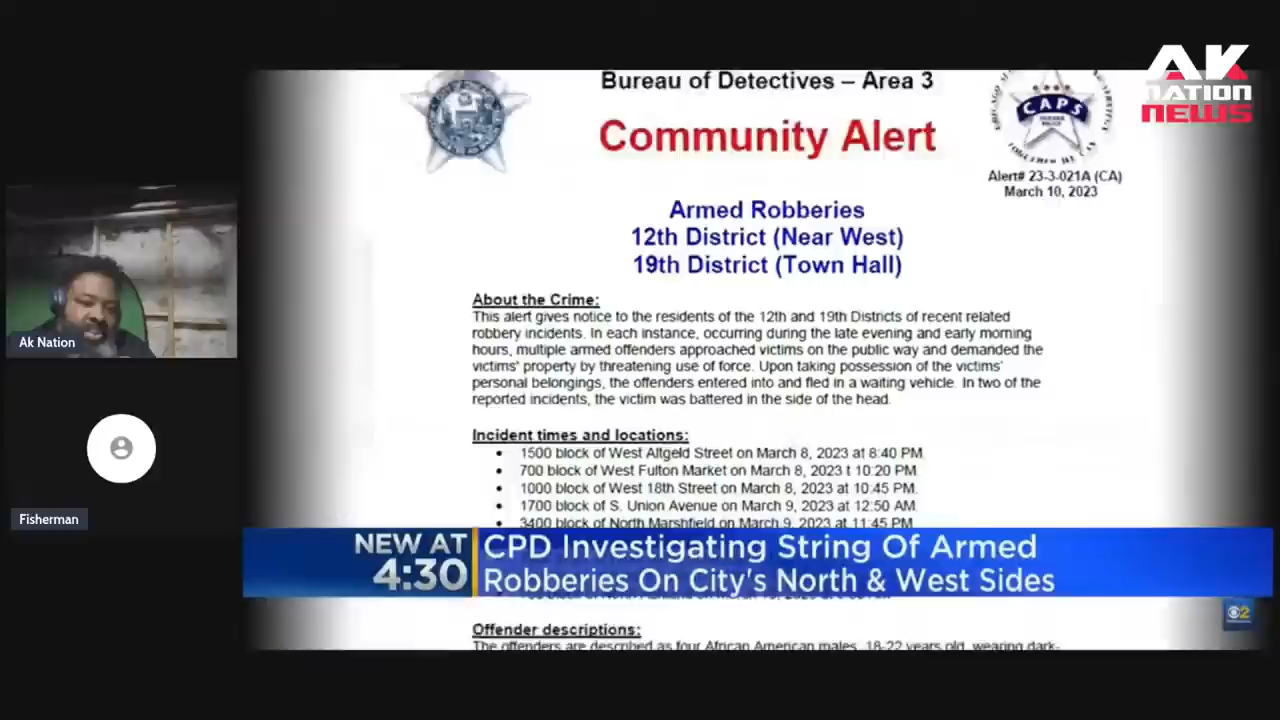 AK
NATION
NEWS
Bureau of Detectives – Area 3
Community Alert
CAPS
Alert# 23-3-021A (CA)
March 10, 2023
Armed Robberies
12th District (Near West)
19th District (Town Hall)
About the Crime:
This alert gives notice to the residents of the 12th and 19th Districts of recent related
robbery incidents. In each instance, occurring during the late evening and early morning
hours, multiple armed offenders approached victims on the public way and demanded the
victims' property by threatening use of force. Upon taking possession of the victims'
personal belongings, the offenders entered into and fled in a waiting vehicle. In two of the
reported incidents, the victim was battered in the side of the head.
Incident times and locations:
• 1500 block of West Altgeld Street on March 8, 2023 at 8:40 PM
• 700 block of West Fulton Market on March 8, 2023 t 10:20 PM
• 1000 block of West 18th Street on March 8, 2023 at 10:45 PM.
• 1700 block of S. Union Avenue on March 9, 2023 at 12:50 AM
• 3400 block of North Marshfield on March 9, 2023 at 11:45 PM
NEW AT
4:30
CPD Investigating String Of Armed
Robberies On City's North & West Sides
2
Offender descriptions:
The offenders are described as four African American males, 18-22 years old, wearing dark-
Ak Nation
Fisherman